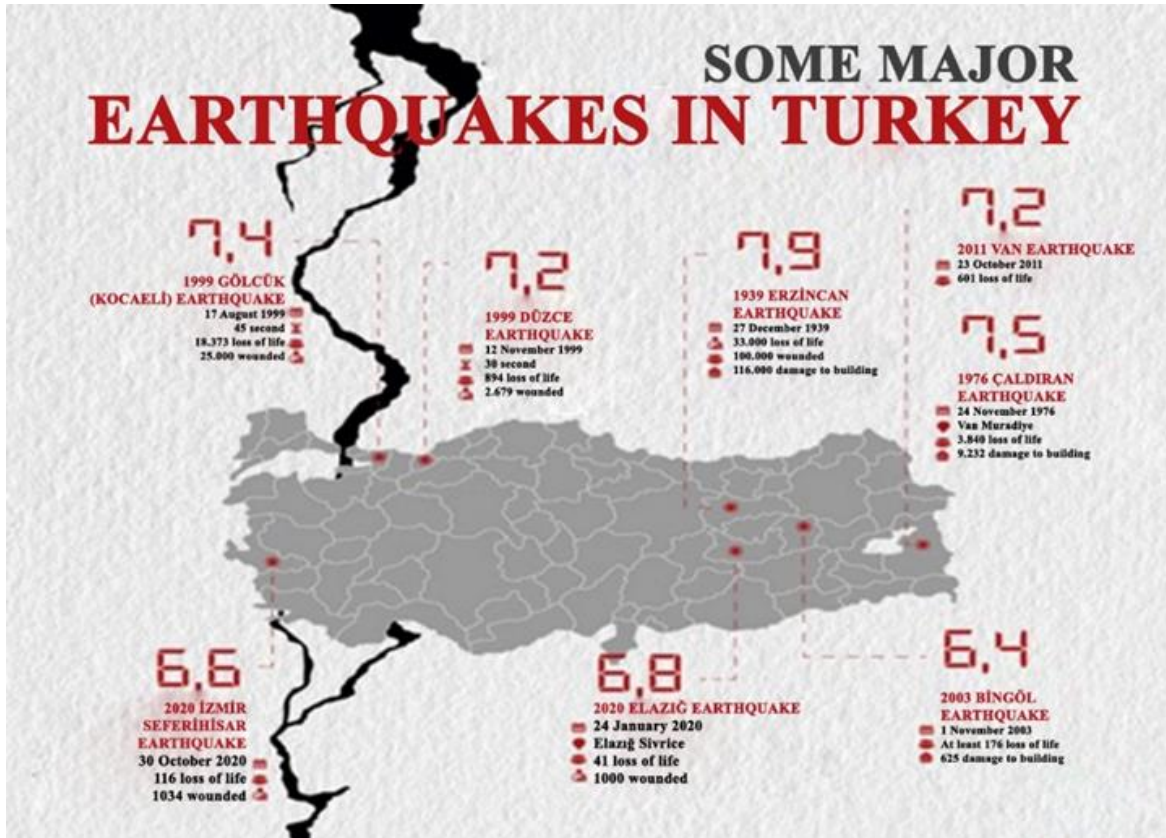 SOME MAJOR
EARTHQUAKES IN TURKEY
7,4
1999 GÖLCÜK
(KOCAELİ) EARTHQUAKE
17 August 1999
45 second
18.373 loss of life
25.000 wounded
7,2
1999 DÜZCE
EARTHQUAKE
12 November 1999
30 second
894 loss of life
2.679 wounded
7,9
1939 ERZİNCAN
EARTHQUAKE
27 December 1939
33.000 loss of life
100.000 wounded
116.000 damage to building
7,2
2011 VAN EARTHQUAKE
23 October 2011
601 loss of life
7,5
1976 ÇALDIRAN
EARTHQUAKE
24 November 1976
Van Muradiye
3.840 loss of life
9.232 damage to building
6,6
2020 İZMİR
SEFERİHİSAR
EARTHQUAKE
30 October 2020
116 loss of life
1034 wounded
6,8
2020 ELAZIĞ EARTHQUAKE
24 January 2020
Elazığ Sivrice
41 loss of life
1000 wounded
6,4
2003 BİNGÖL
EARTHQUAKE
1 November 2003
At least 176 loss of life
625 damage to building